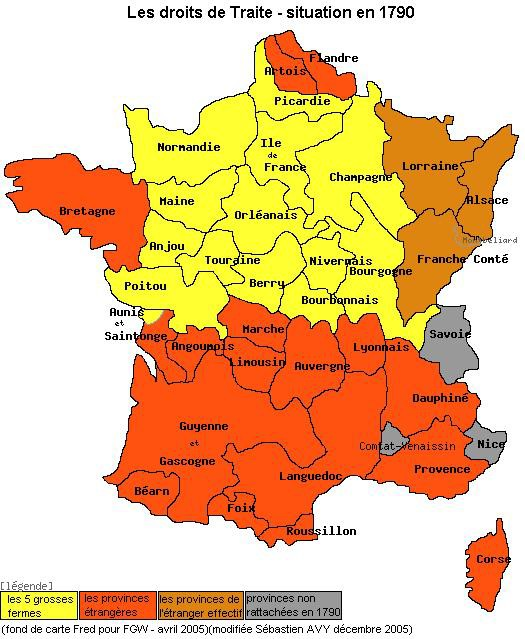 Les droits de Traite - situation en 1790
Flandre
Artois
Picardie
Normandie
Ile
de
France
Champagne
Lorraine
Alsace
Bretagne
Maine
Orléanais
Montbéliard
Anjou
Touraine
Nivernais
Bourgogne
Franche Comté
Poitou
Berry
Bourbonnais
Aunis
et
Saintonge
Marche
Savoie
Angoumois
Lyonnais
Limousin
Auvergne
Dauphiné
Guyenne
et
Gascogne
Comtat-Venaissin
Nice
Provence
Languedoc
Béarn
Foix
Roussillon
Corse
[légende]
les 5 grosses
fermes
les provinces
étrangères
les provinces de
l'étranger effectif
provinces non
rattachées en 1790
(fond de carte Fred pour FGW - avril 2005)(modifiée Sébastien AVY décembre 2005)